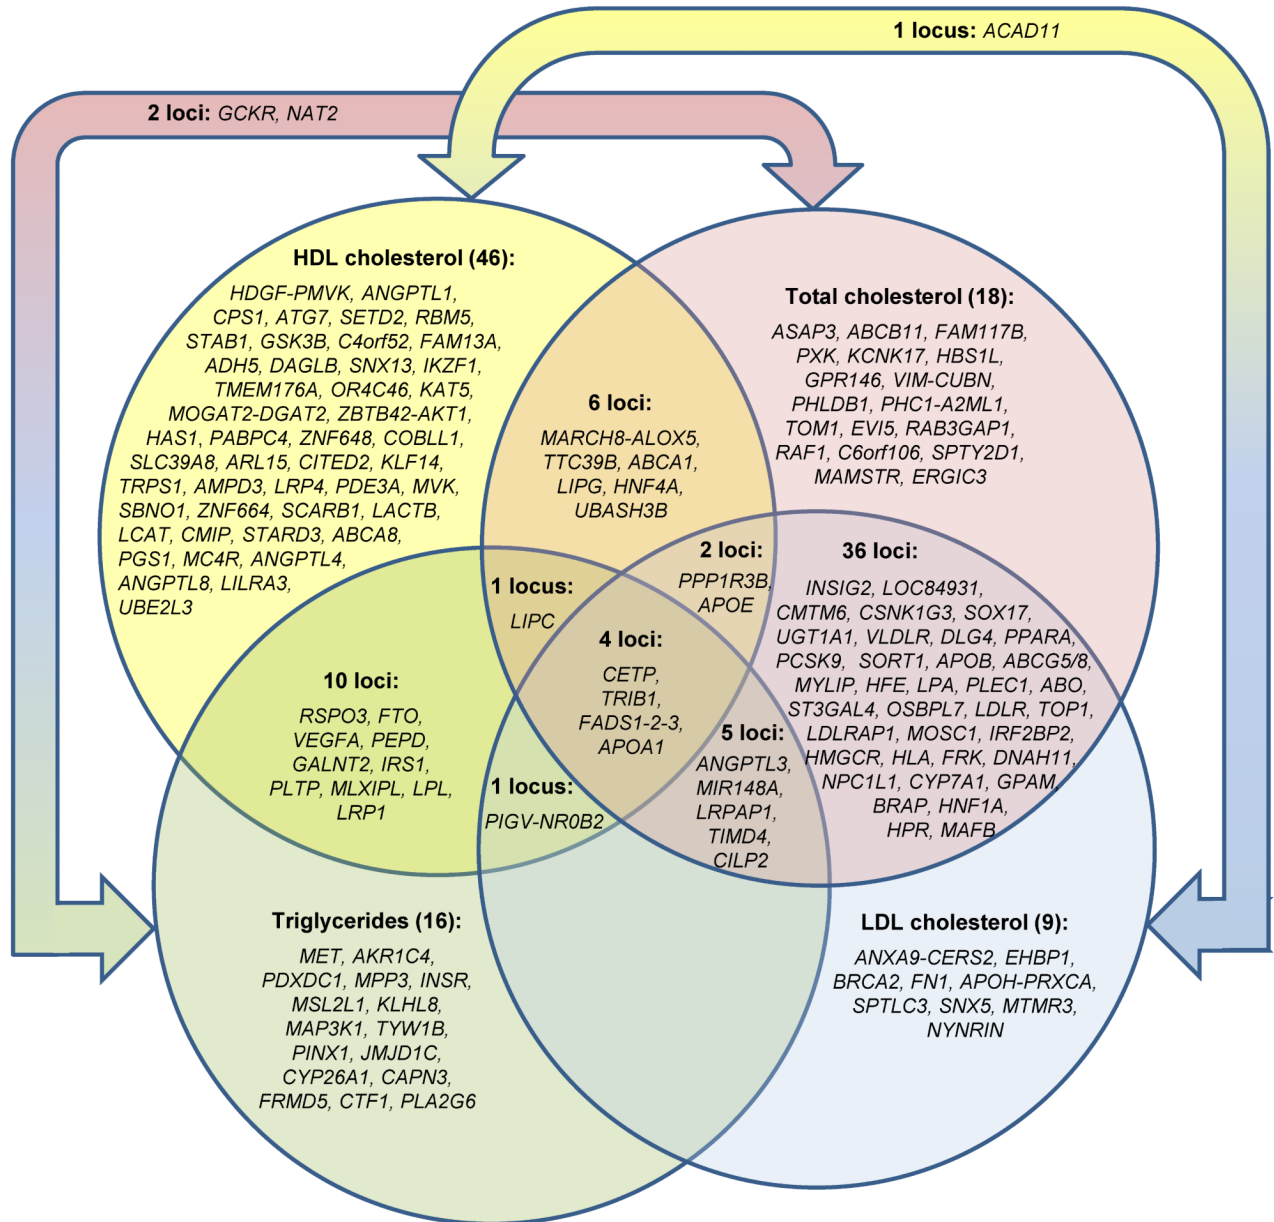 1 locus: ACAD11
2 loci: GCKR, NAT2
HDL cholesterol (46):
HDGF-PMVK, ANGPTL1,
CPS1, ATG7, SETD2, RBM5,
STAB1, GSK3B, C4orf52, FAM13A,
ADH5, DAGLB, SNX13, IKZF1,
TMEM176A, OR4C46, KAT5,
MOGAT2-DGAT2, ZBTB42-AKT1,
HAS1, PABPC4, ZNF648, COBLL1,
SLC39A8, ARL15, CITED2, KLF14,
TRPS1, AMPD3, LRP4, PDE3A, MVK,
SBNO1, ZNF664, SCARB1, LACTB,
LCAT, CMIP, STARD3, ABCA8,
PGS1, MC4R, ANGPTL4,
ANGPTL8, LILRA3,
UBE2L3
Total cholesterol (18):
ASAP3, ABCB11, FAM117B,
PXK, KCNK17, HBS1L,
GPR146, VIM-CUBN,
PHLDB1, PHC1-A2ML1,
TOM1, EVI5, RAB3GAP1,
RAF1, C6orf106, SPTY2D1,
MAMSTR, ERGIC3
6 loci:
MARCH8-ALOX5,
TTC39B, ABCA1,
LIPG, HNF4A,
UBASH3B
2 loci:
PPP1R3B,
APOE
36 loci:
INSIG2, LOC84931,
CMTM6, CSNK1G3, SOX17,
UGT1A1, VLDLR, DLG4, PPARA,
PCSK9, SORT1, APOB, ABCG5/8,
MYLIP, HFE, LPA, PLEC1, ABO,
ST3GAL4, OSBPL7, LDLR, TOP1,
LDLRAP1, MOSC1, IRF2BP2,
HMGCR, HLA, FRK, DNAH11,
NPC1L1, CYP7A1, GPAM,
BRAP, HNF1A,
HPR, MAFB
1 locus:
LIPC
4 loci:
CETP,
TRIB1,
FADS1-2-3,
APOA1
10 loci:
RSPO3, FTO,
VEGFA, PEPD,
GALNT2, IRS1,
PLTP, MLXIPL, LPL,
LRP1
5 loci:
ANGPTL3,
MIR148A,
LRPAP1,
TIMD4,
CILP2
1 locus:
PIGV-NR0B2
Triglycerides (16):
MET, AKR1C4,
PDXDC1, MPP3, INSR,
MSL2L1, KLHL8,
MAP3K1, TYW1B,
PINX1, JMJD1C,
CYP26A1, CAPN3,
FRMD5, CTF1, PLA2G6
LDL cholesterol (9):
ANXA9-CERS2, EHBP1,
BRCA2, FN1, APOH-PRXCA,
SPTLC3, SNX5, MTMR3,
NYNRIN